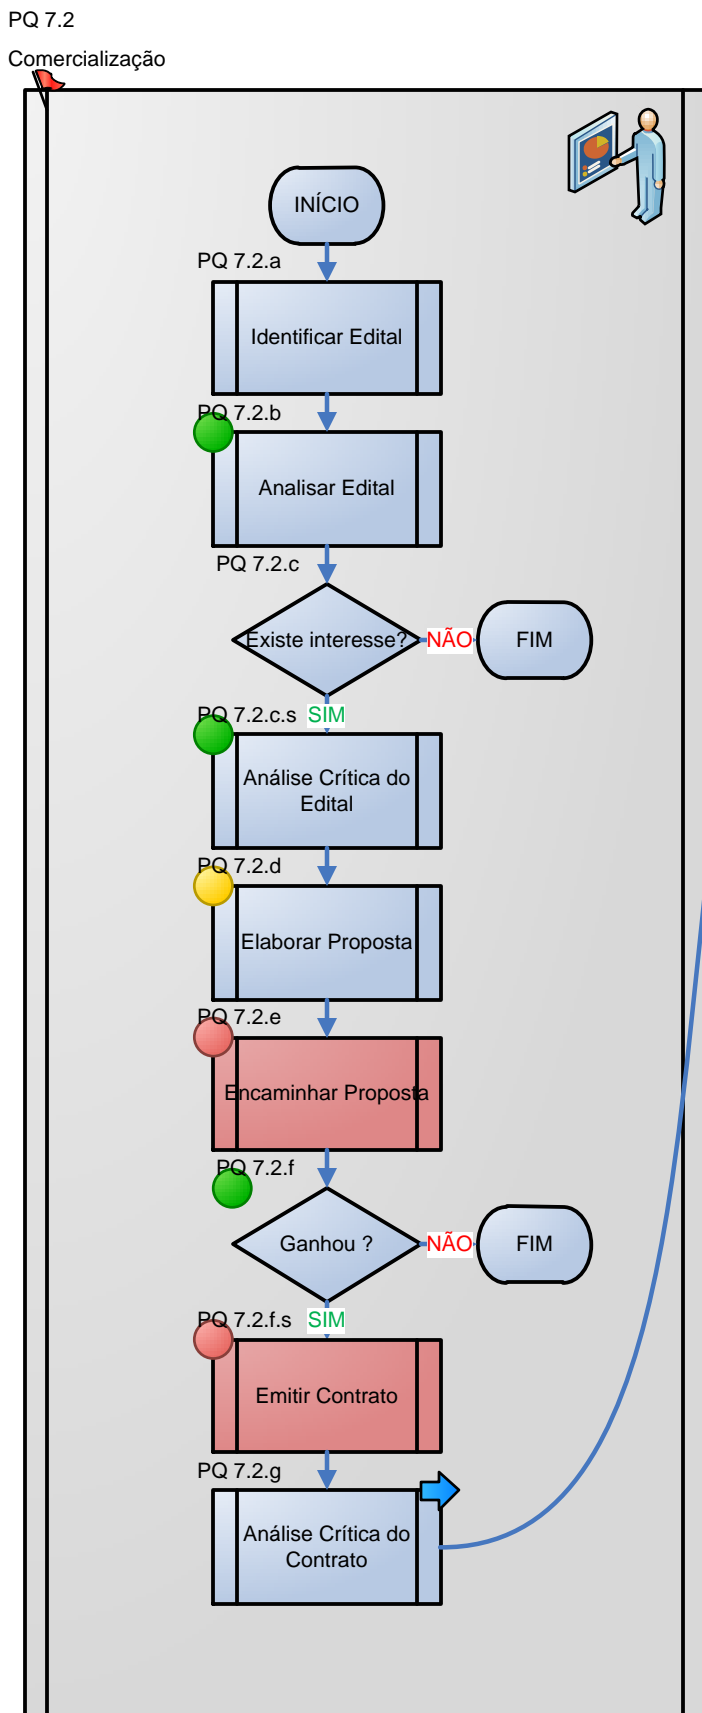 PQ 7.2
Comercialização
INÍCIO
PQ 7.2.a
Identificar Edital
PQ 7.2.b
Analisar Edital
PQ 7.2.c
Existe interesse?
NÃO
FIM
PQ 7.2.c.s
SIM
Análise Crítica do
Edital
PQ 7.2.d
Elaborar Proposta
PQ 7.2.e
Encaminhar Proposta
PQ 7.2.f
Ganhou ?
NÃO
FIM
PQ 7.2.f.s
SIM
Emitir Contrato
PQ 7.2.g
Análise Crítica do
Contrato